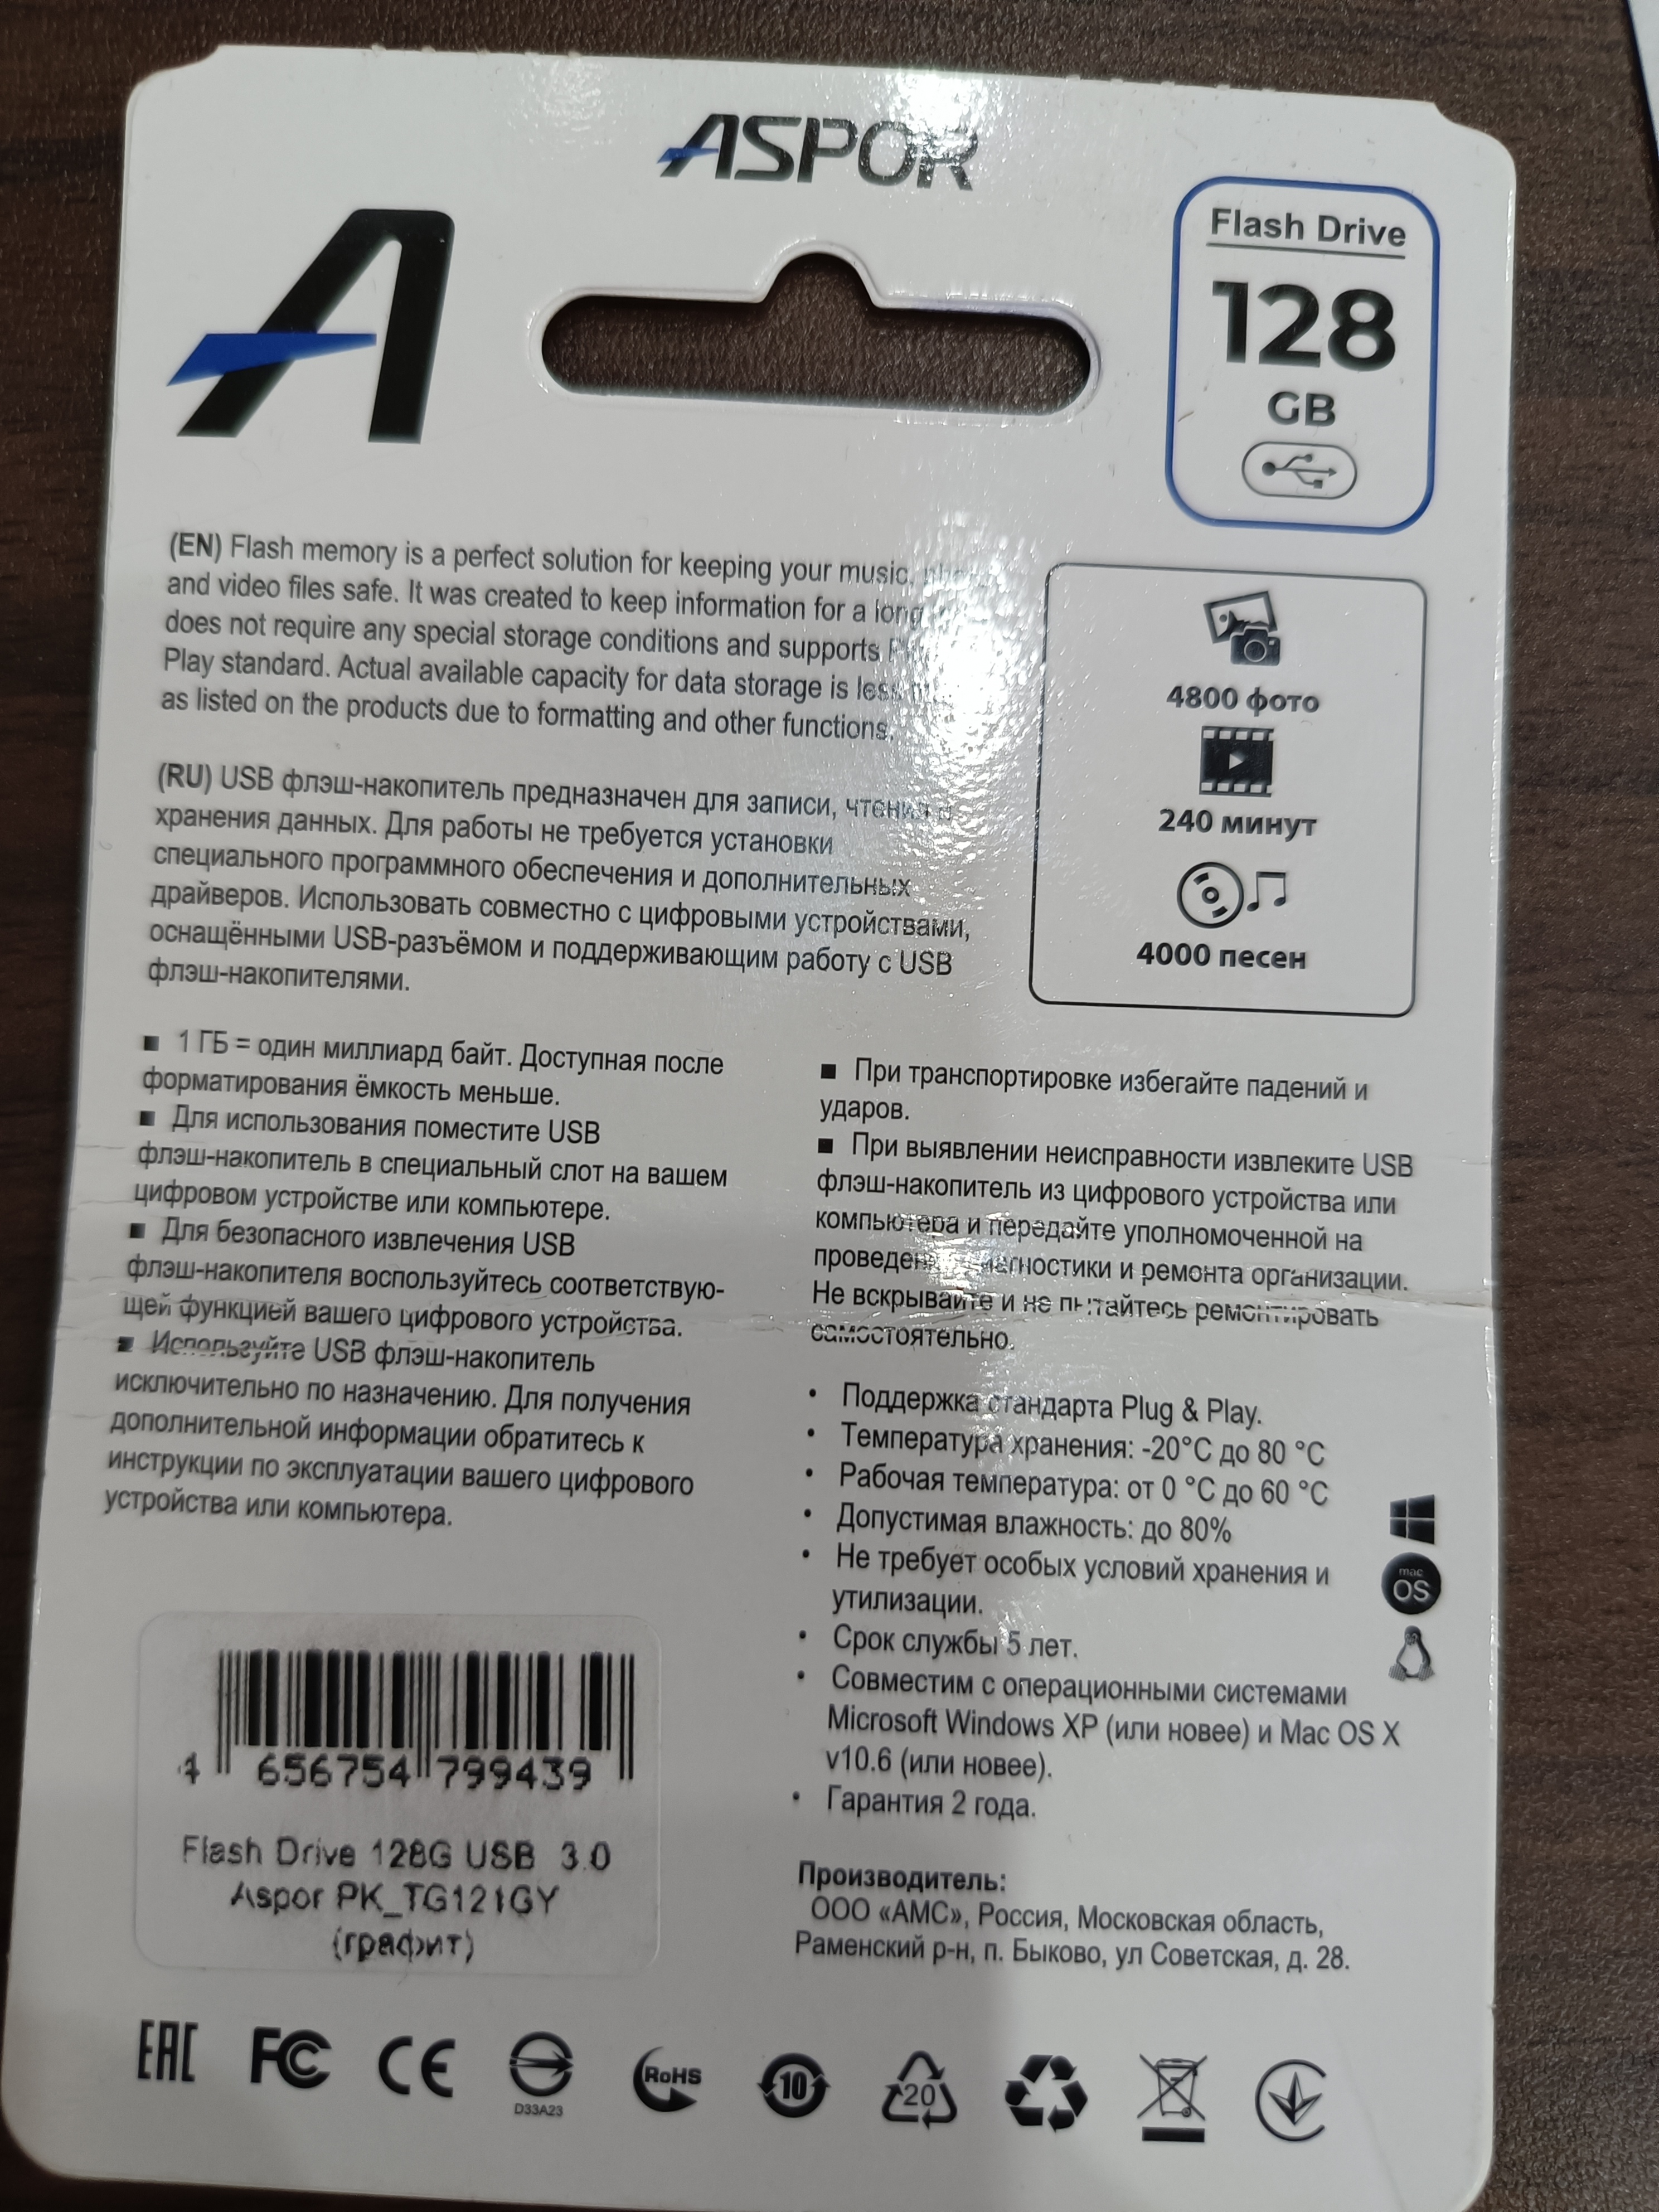 ASPOR
Flash Drive
128
GB
(EN) Flash memory is a perfect solution for keeping your music,
and video files safe. It was created to keep information for a long
does not require any special storage conditions and supports
Play standard. Actual available capacity for data storage is less
as listed on the products due to formatting and other functions.
4800 фото
240 минут
4000 песен
(RU) USB флэш-накопитель предназначен для записи, чтения и
хранения данных. Для работы не требуется установки
специального программного обеспечения и дополнительных
драйверов. Использовать совместно с цифровыми устройствами,
оснащёнными USB-разъёмом и поддерживающим работу с USB
флэш-накопителями.
▪ 1 ГБ = один миллиард байт. Доступная после
форматирования ёмкость меньше.
▪ Для использования поместите USB
флэш-накопитель в специальный слот на вашем
цифровом устройстве или компьютере.
▪ Для безопасного извлечения USB
флэш-накопителя воспользуйтесь соответствую-
щей функцией вашего цифрового устройства.
▪ Используйте USB флэш-накопитель
исключительно по назначению. Для получения
дополнительной информации обратитесь к
инструкции по эксплуатации вашего цифрового
устройства или компьютера.
▪ При транспортировке избегайте падений и
ударов.
▪ При выявлении неисправности извлеките USB
флэш-накопитель из цифрового устройства или
компьютера и передайте уполномоченной на
диагностики и ремонта организации.
Не вскрывайте и не пытайтесь ремонтировать
самостоятельно.
• Поддержка стандарта Plug & Play.
• Температура хранения: -20°C до 80 °C
• Рабочая температура: от 0 °C до 60 °C
• Допустимая влажность: до 80%
• Не требует особых условий хранения и
утилизации.
• Срок службы 5 лет.
• Совместим с операционными системами
Microsoft Windows XP (или новее) и Mac OS X
v10.6 (или новее).
• Гарантия 2 года.
mac
OS
4 656754 799439
Flash Drive 128G USB 3.0
Aspor PK_TG121GY
(графит)
Производитель:
ООО «АМС», Россия, Московская область,
Раменский р-н, п. Быково, ул Советская, д. 28.
EAC
FC
CE
D33A23
RoHS
10
20